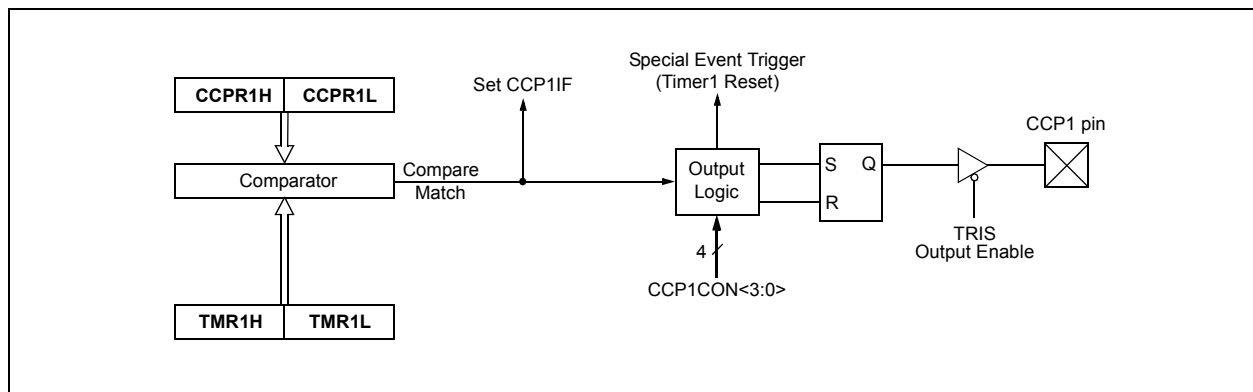 Special Event Trigger
(Timer1 Reset)
Set CCP1IF
CCPR1H CCPR1L
CCP1 pin
Comparator
Compare
Match
Output
Logic
S Q
R
TRIS
Output Enable
4
CCP1CON<3:0>
TMR1H TMR1L